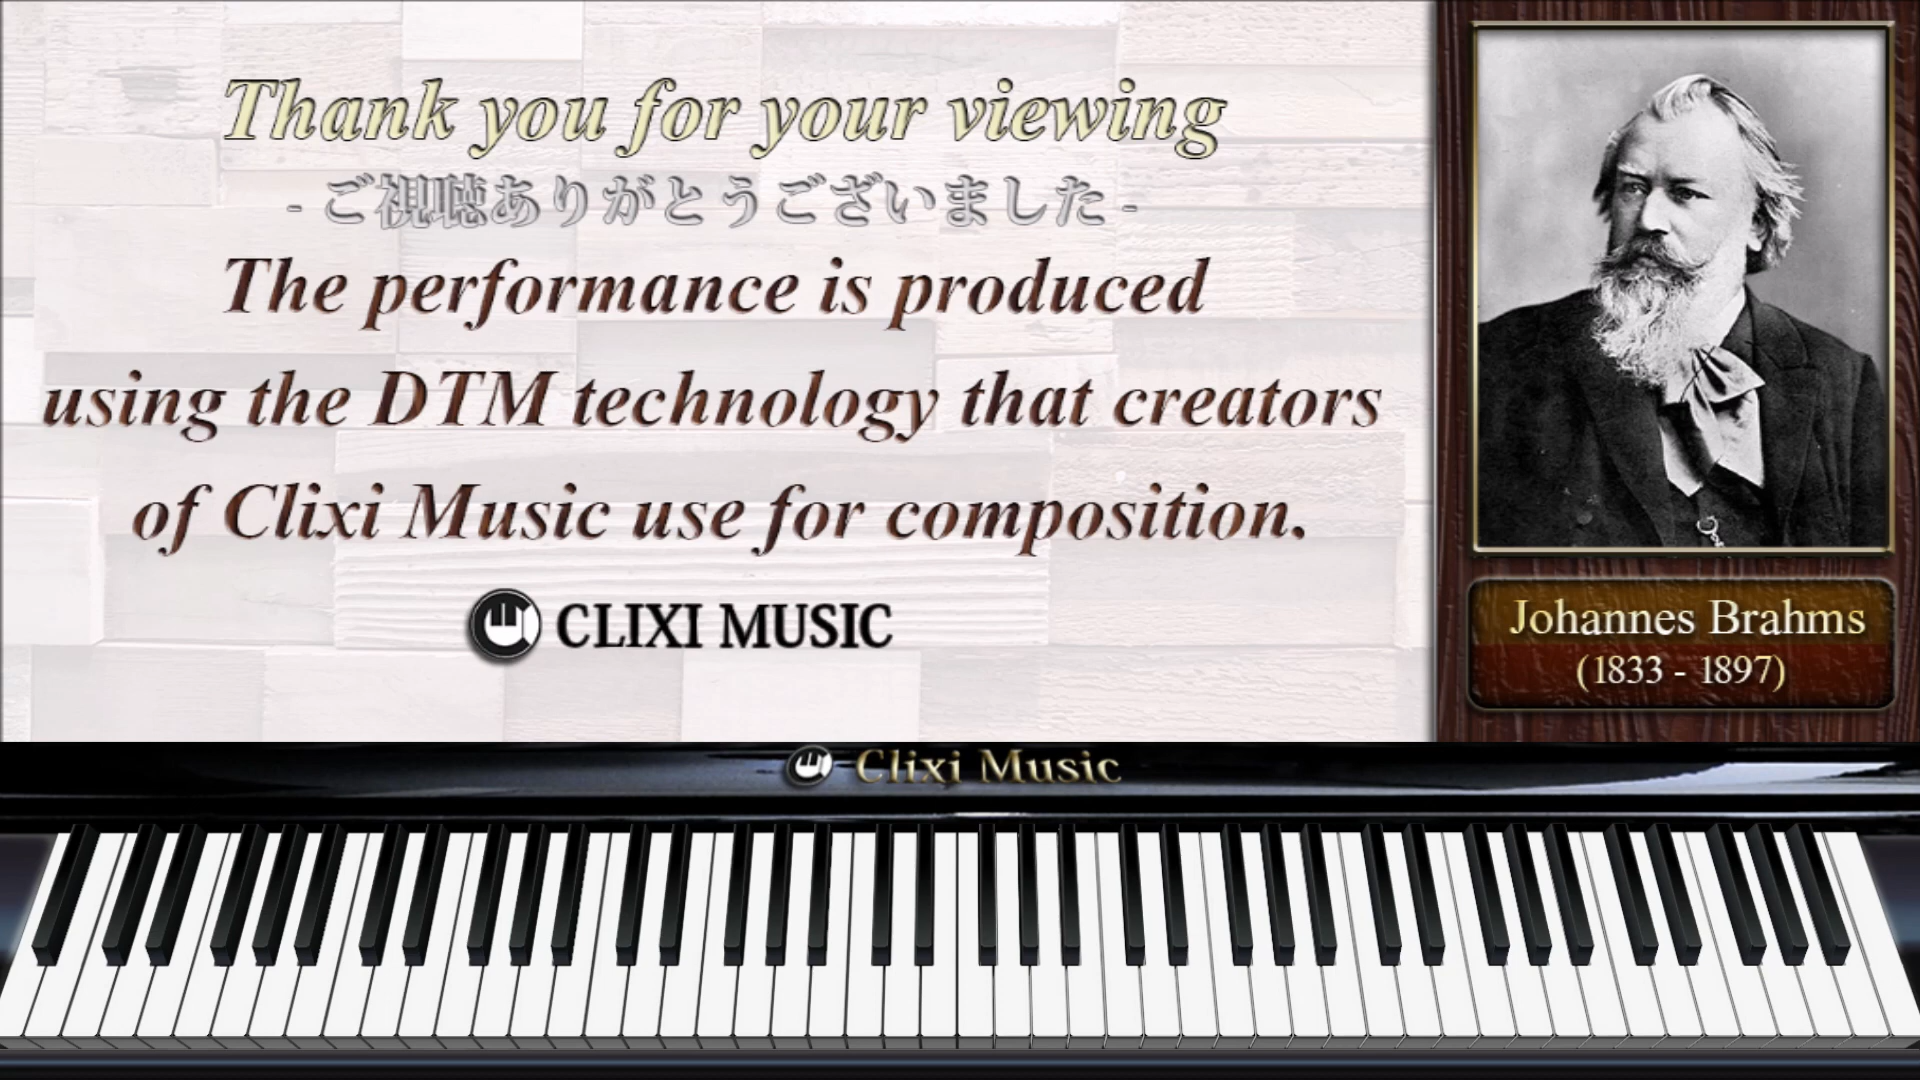 Thank you for your viewing
- ご視聴ありがとうございました -
The performance is produced
using the DTM technology that creators
of Clixi Music use for composition.
CLIXI MUSIC
Johannes Brahms
(1833 - 1897)
Clixi Music